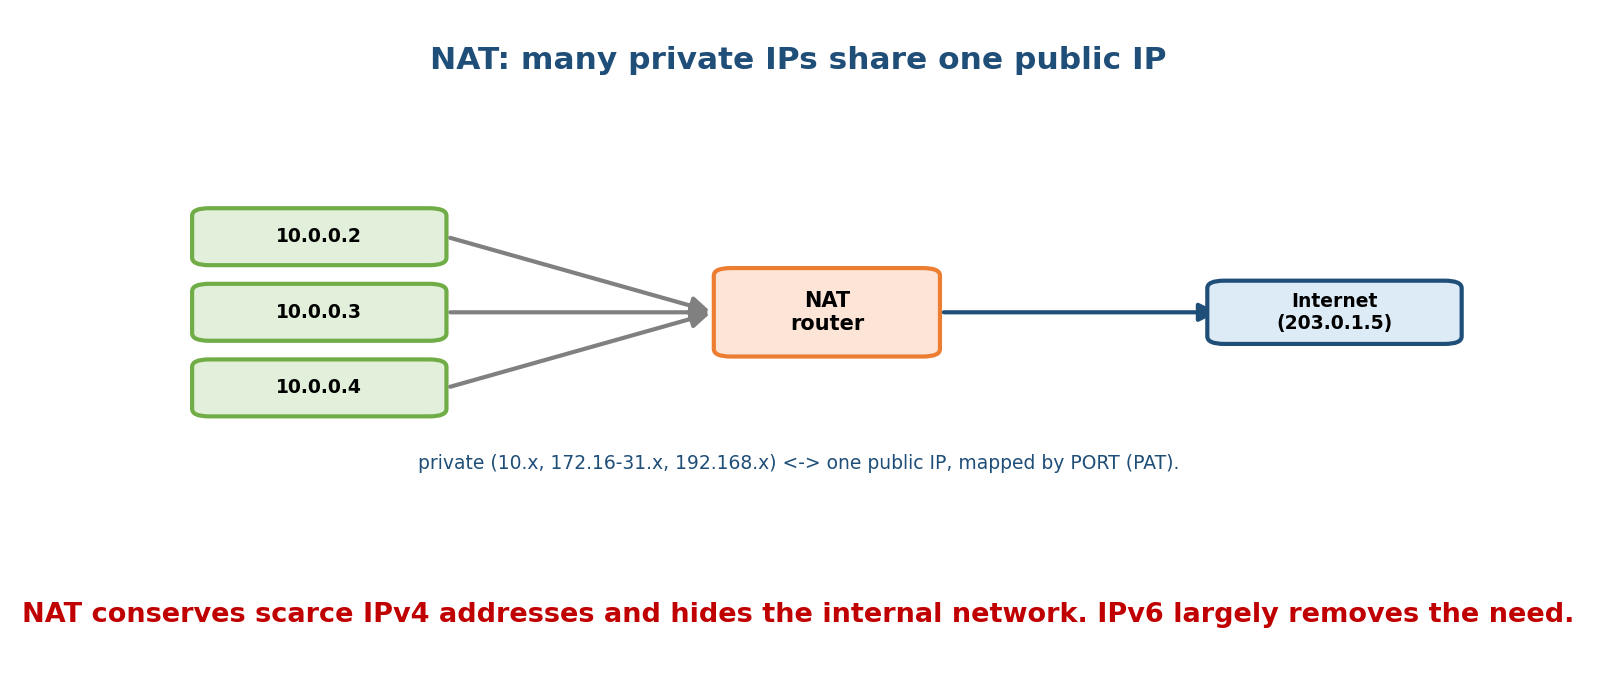 NAT: many private IPs share one public IP
10.0.0.2
10.0.0.3
10.0.0.4
NAT
router
Internet
(203.0.1.5)
private (10.x, 172.16-31.x, 192.168.x) <-> one public IP, mapped by PORT (PAT).
NAT conserves scarce IPv4 addresses and hides the internal network. IPv6 largely removes the need.